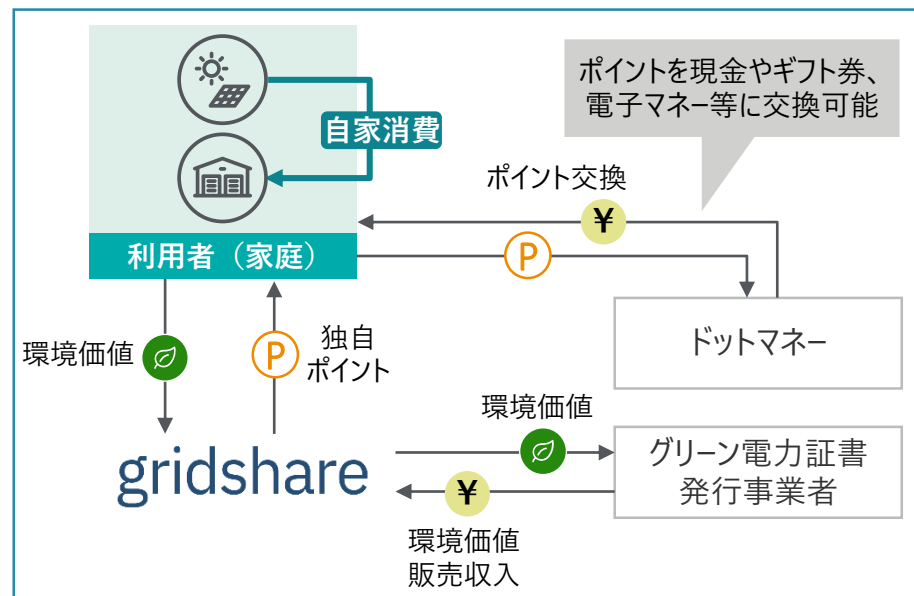 ポイントを現金やギフト券、
電子マネー等に交換可能
自家消費
ポイント交換
¥
利用者（家庭）
P
ドットマネー
環境価値
P
独自
ポイント
環境価値
gridshare
グリーン電力証書
発行事業者
¥
環境価値
販売収入